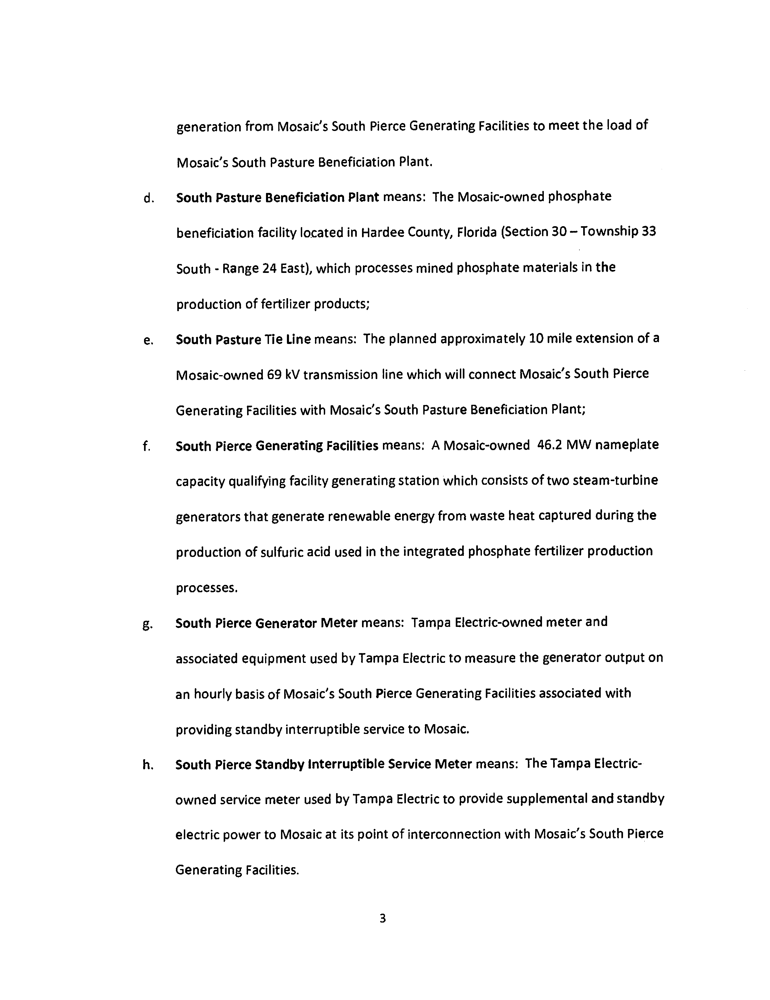 generation from Mosaic's South Pierce Generating Facilities to meet the load of
Mosaic's South Pasture Beneficiation Plant.
d. South Pasture Beneficiation Plant means: The Mosaic-owned phosphate
beneficiation facility located in Hardee County, Florida (Section 30 – Township 33
South - Range 24 East), which processes mined phosphate materials in the
production of fertilizer products;
e. South Pasture Tie Line means: The planned approximately 10 mile extension of a
Mosaic-owned 69 kV transmission line which will connect Mosaic's South Pierce
Generating Facilities with Mosaic's South Pasture Beneficiation Plant;
f. South Pierce Generating Facilities means: A Mosaic-owned 46.2 MW nameplate
capacity qualifying facility generating station which consists of two steam-turbine
generators that generate renewable energy from waste heat captured during the
production of sulfuric acid used in the integrated phosphate fertilizer production
processes.
g. South Pierce Generator Meter means: Tampa Electric-owned meter and
associated equipment used by Tampa Electric to measure the generator output on
an hourly basis of Mosaic's South Pierce Generating Facilities associated with
providing standby interruptible service to Mosaic.
h. South Pierce Standby Interruptible Service Meter means: The Tampa Electric-
owned service meter used by Tampa Electric to provide supplemental and standby
electric power to Mosaic at its point of interconnection with Mosaic's South Pierce
Generating Facilities.
3